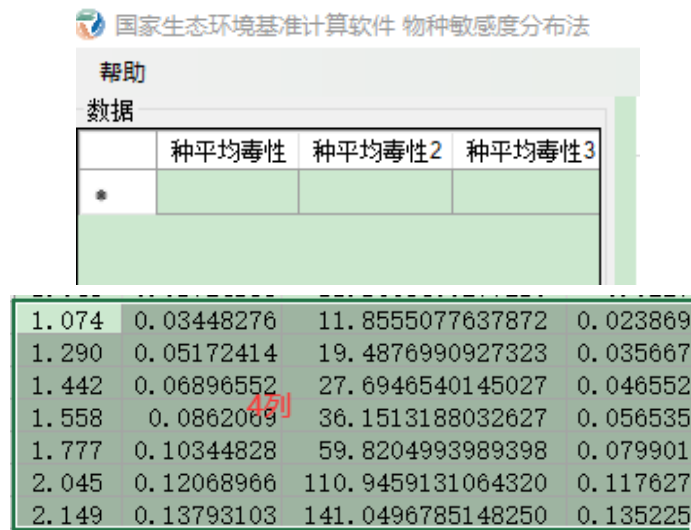 国家生态环境基准计算软件 物种敏感度分布法
帮助
数据
种平均毒性 种平均毒性2 种平均毒性3
*
1.074 0.03448276 11.8555077637872 0.023869
1.290 0.05172414 19.4876990927323 0.035667
1.442 0.06896552 27.6946540145027 0.046552
4列
1.558 0.0862069 36.1513188032627 0.056535
1.777 0.10344828 59.8204993989398 0.079901
2.045 0.12068966 110.9459131064320 0.117627
2.149 0.13793103 141.0496785148250 0.135225